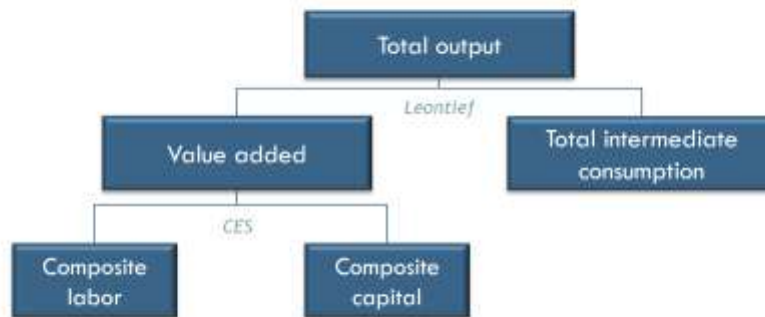 Total output
Leontief
Value added
Total intermediate
consumption
CES
Composite
labor
Composite
capital